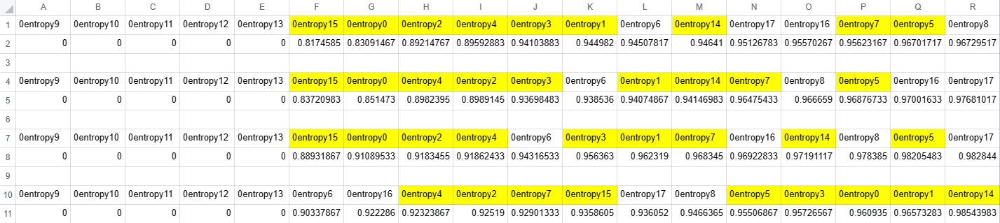 A B C D E F G H I J K L M N O P Q R
1 0entropy9 0entropy10 0entropy11 0entropy12 0entropy13 0entropy15 0entropy0 0entropy2 0entropy4 0entropy3 0entropy1 0entropy6 0entropy14 0entropy17 0entropy16 0entropy7 0entropy5 0entropy8
2 0 0 0 0 0 0.8174585 0.83091467 0.89214767 0.89592883 0.94103883 0.944982 0.94507817 0.94641 0.95126783 0.95570267 0.95623167 0.96701717 0.96729517
3
4 0entropy9 0entropy10 0entropy11 0entropy12 0entropy13 0entropy15 0entropy0 0entropy4 0entropy2 0entropy3 0entropy6 0entropy1 0entropy14 0entropy7 0entropy8 0entropy5 0entropy16 0entropy17
5 0 0 0 0 0 0.83720983 0.851473 0.8982395 0.8989145 0.93698483 0.938536 0.94074867 0.94146983 0.96475433 0.966659 0.96876733 0.97001633 0.97681017
6
7 0entropy9 0entropy10 0entropy11 0entropy12 0entropy13 0entropy15 0entropy0 0entropy2 0entropy4 0entropy6 0entropy3 0entropy1 0entropy7 0entropy16 0entropy14 0entropy8 0entropy5 0entropy17
8 0 0 0 0 0 0.88931867 0.91089533 0.9183455 0.91862433 0.94316533 0.956363 0.962319 0.968345 0.96922833 0.97191117 0.978385 0.98205483 0.982844
9
10 0entropy9 0entropy10 0entropy11 0entropy12 0entropy13 0entropy6 0entropy16 0entropy4 0entropy2 0entropy7 0entropy15 0entropy17 0entropy8 0entropy5 0entropy3 0entropy0 0entropy1 0entropy14
11 0 0 0 0 0 0.90337867 0.922286 0.92323867 0.92519 0.92901333 0.9358605 0.936052 0.9466365 0.95506867 0.95726567 0.960935 0.96573283 0.98543983